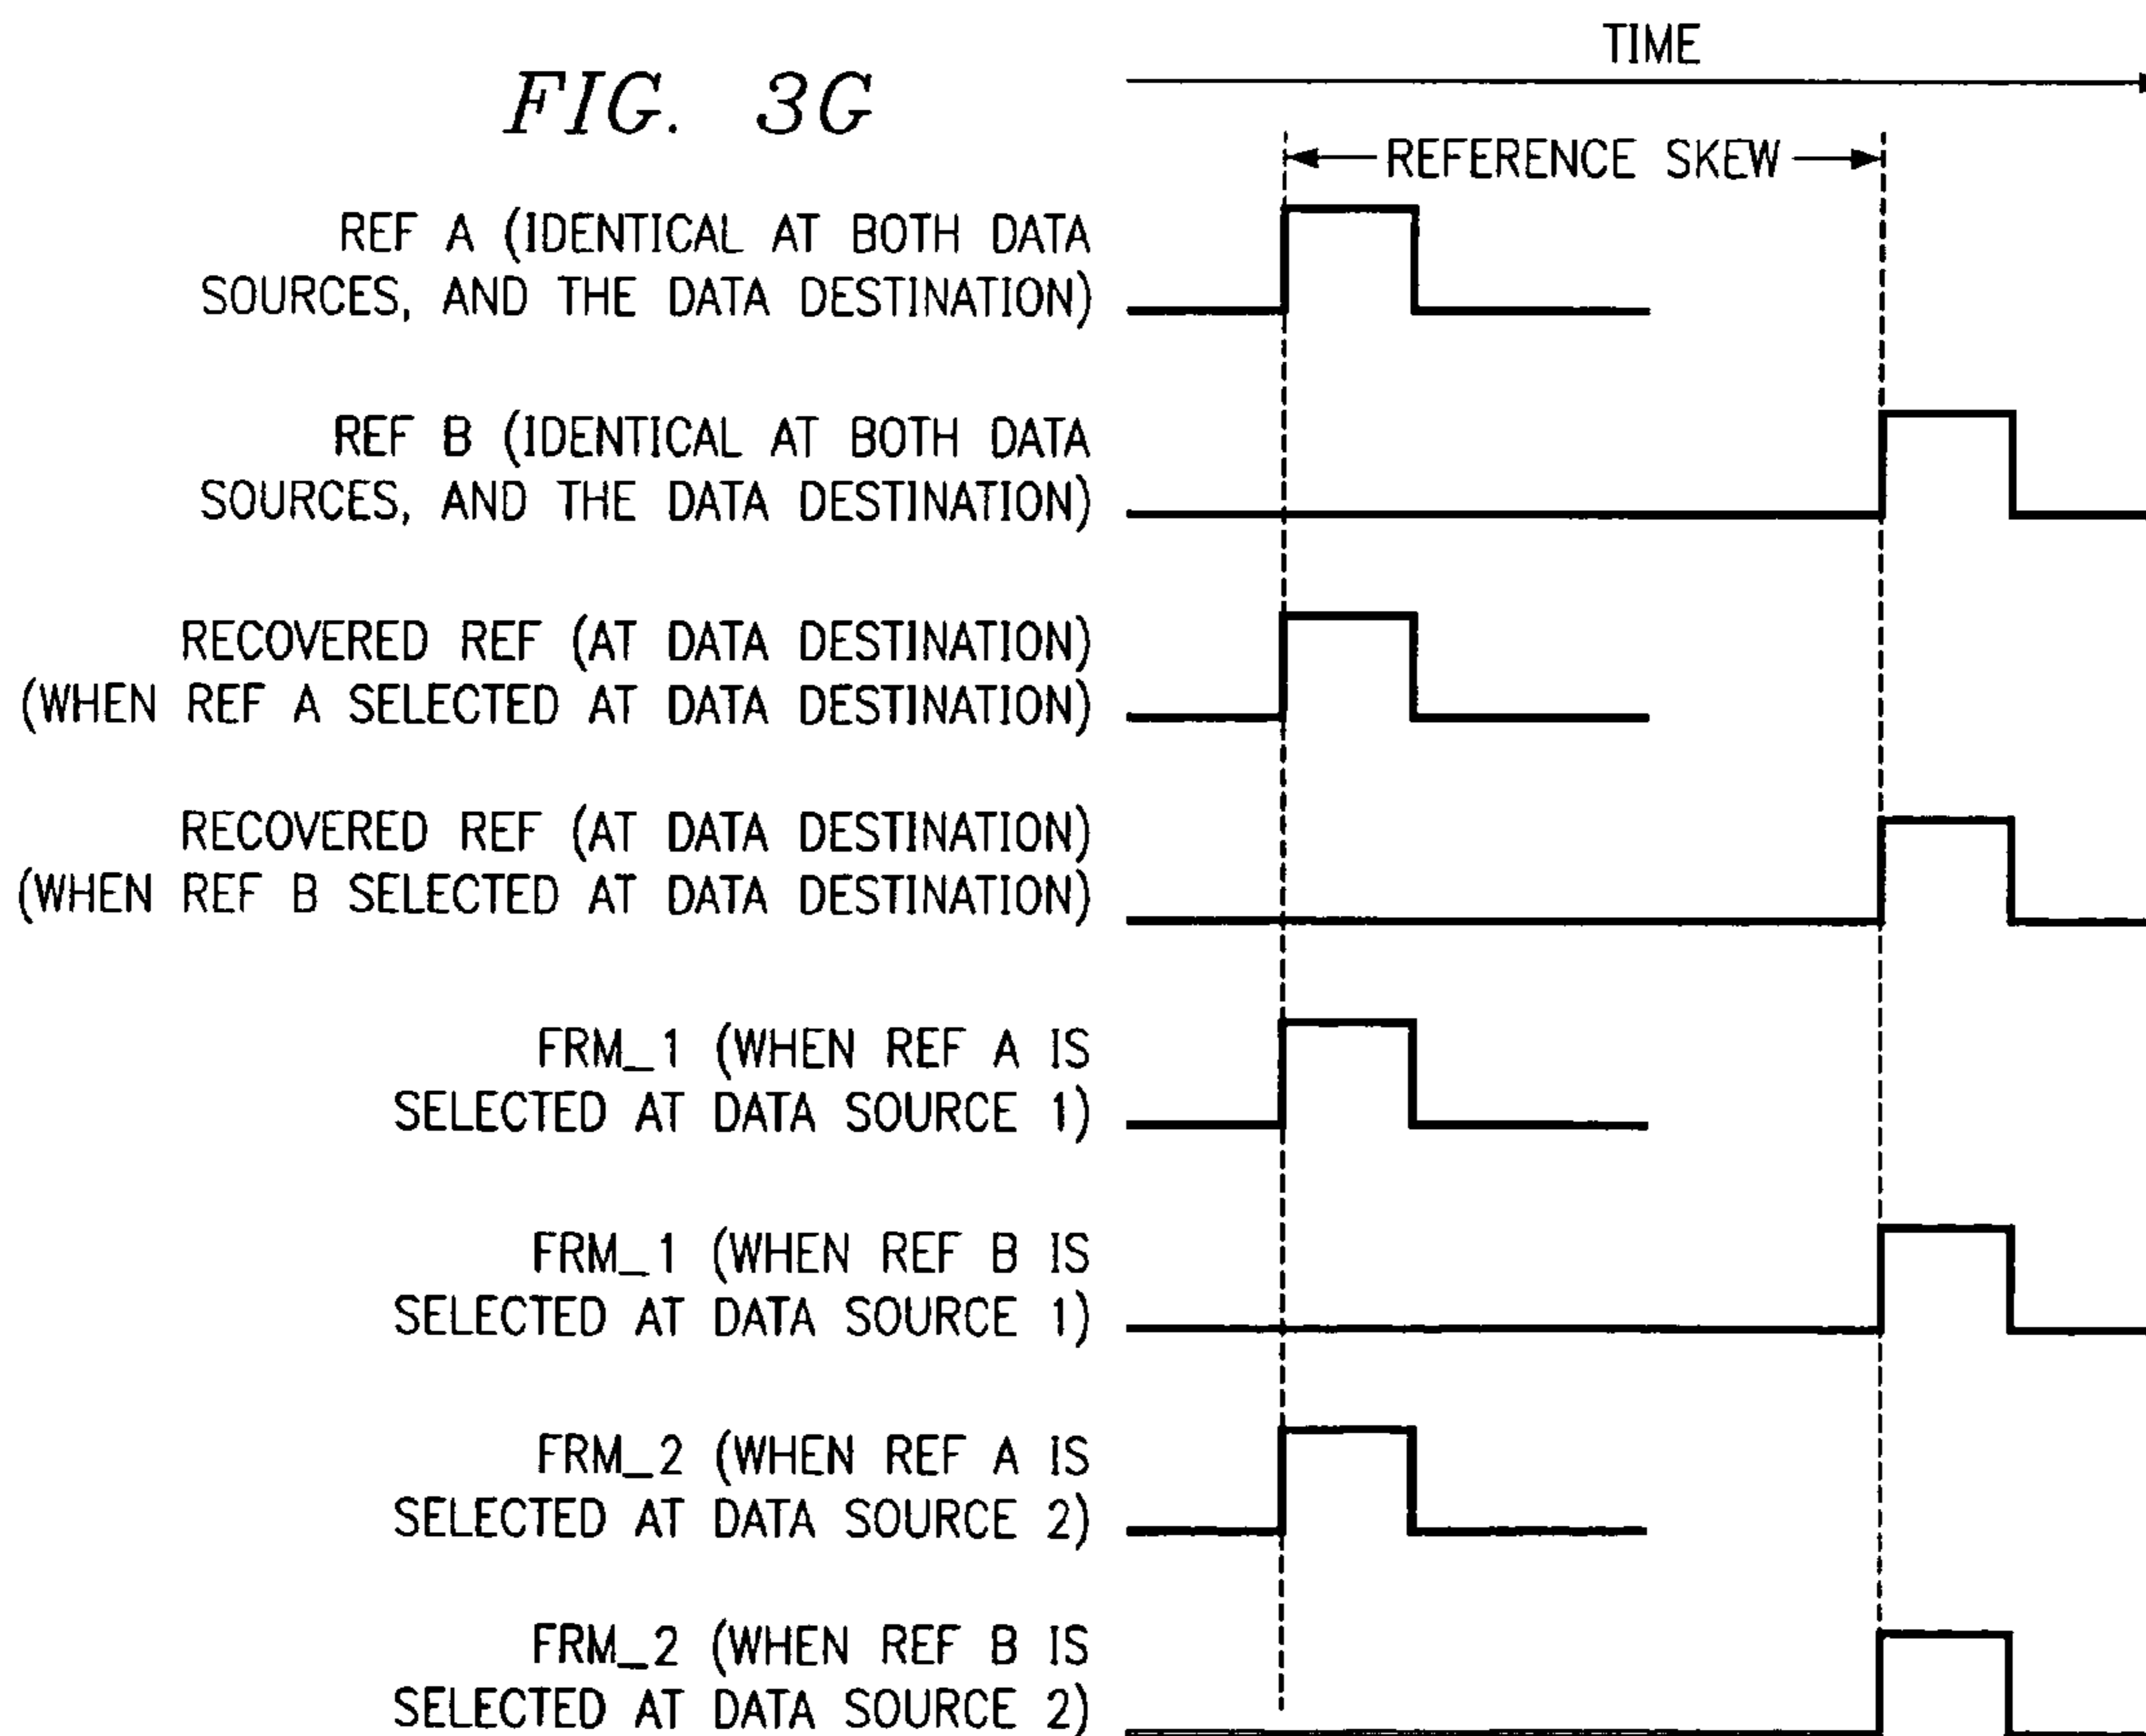 FIG. 3G
TIME
REFERENCE SKEW
REF A (IDENTICAL AT BOTH DATA
SOURCES, AND THE DATA DESTINATION)
REF B (IDENTICAL AT BOTH DATA
SOURCES, AND THE DATA DESTINATION)
RECOVERED REF (AT DATA DESTINATION)
(WHEN REF A SELECTED AT DATA DESTINATION)
RECOVERED REF (AT DATA DESTINATION)
(WHEN REF B SELECTED AT DATA DESTINATION)
FRM_1 (WHEN REF A IS
SELECTED AT DATA SOURCE 1)
FRM_1 (WHEN REF B IS
SELECTED AT DATA SOURCE 1)
FRM_2 (WHEN REF A IS
SELECTED AT DATA SOURCE 2)
FRM_2 (WHEN REF B IS
SELECTED AT DATA SOURCE 2)